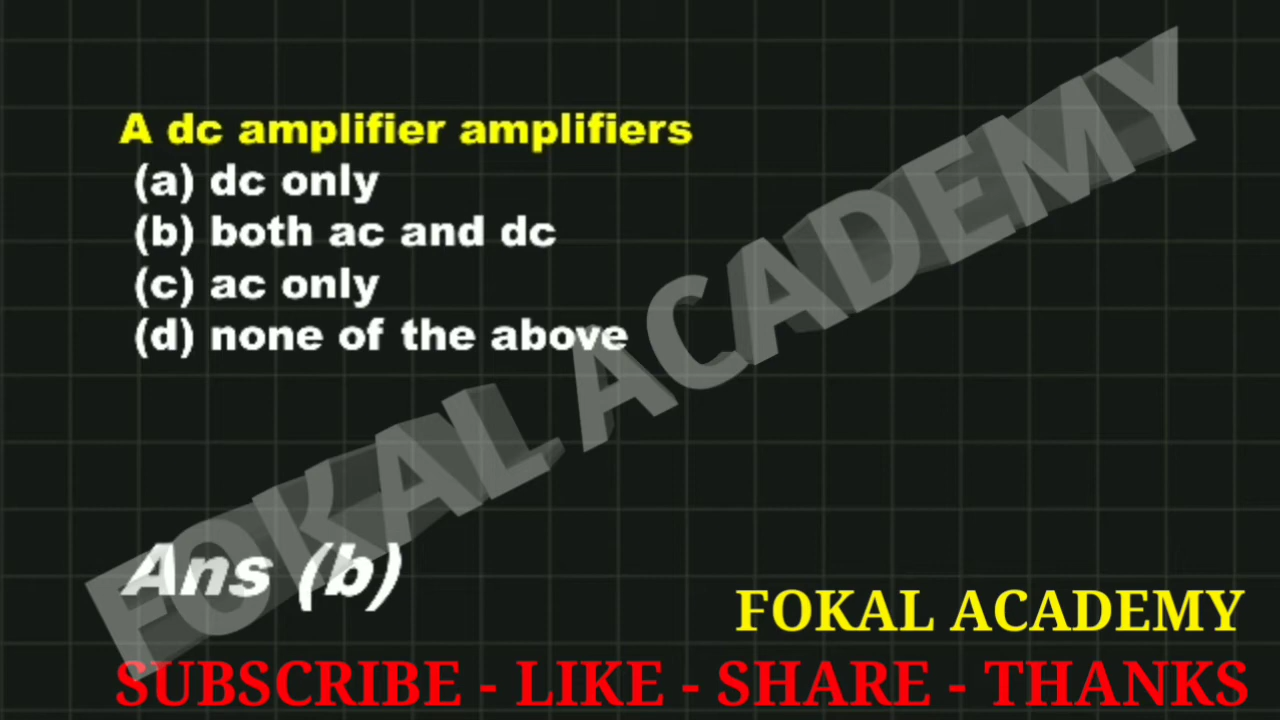 A dc amplifier amplifiers
(a) dc only
(b) both ac and dc
(c) ac only
(d) none of the above
FOKAL ACADEMY
Ans (b)
FOKAL ACADEMY
SUBSCRIBE - LIKE - SHARE - THANKS